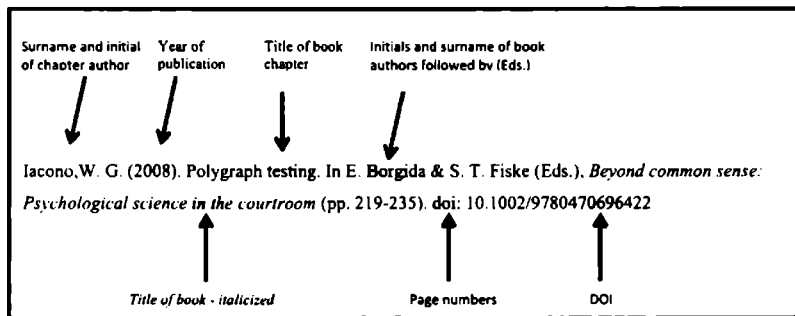 Surname and initial of chapter author
Year of publication
Title of book chapter
Initials and surname of book authors followed by (Eds.)
Iacono,W. G. (2008). Polygraph testing. In E. Borgida & S. T. Fiske (Eds.), Beyond common sense:
Psychological science in the courtroom (pp. 219-235). doi: 10.1002/9780470696422
Title of book - italicized
Page numbers
DOI